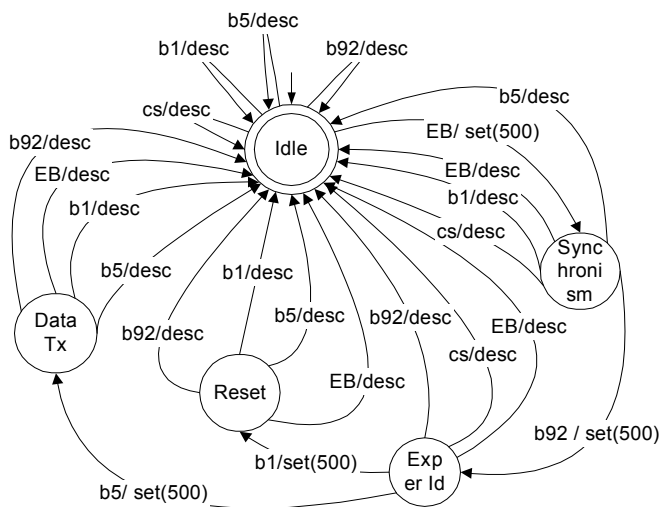 b5/desc
b1/desc
b92/desc
cs/desc
b5/desc
b92/desc
Idle
EB/ set(500)
EB/desc
EB/desc
b1/desc
b1/desc
cs/desc
Sync
chroni
sm
b5/desc
b1/desc
Data
Tx
b92/desc
b5/desc
b92/desc
EB/desc
cs/desc
EB/desc
Reset
b92 / set(500)
b1/set(500)
Exp
er Id
b5/ set(500)